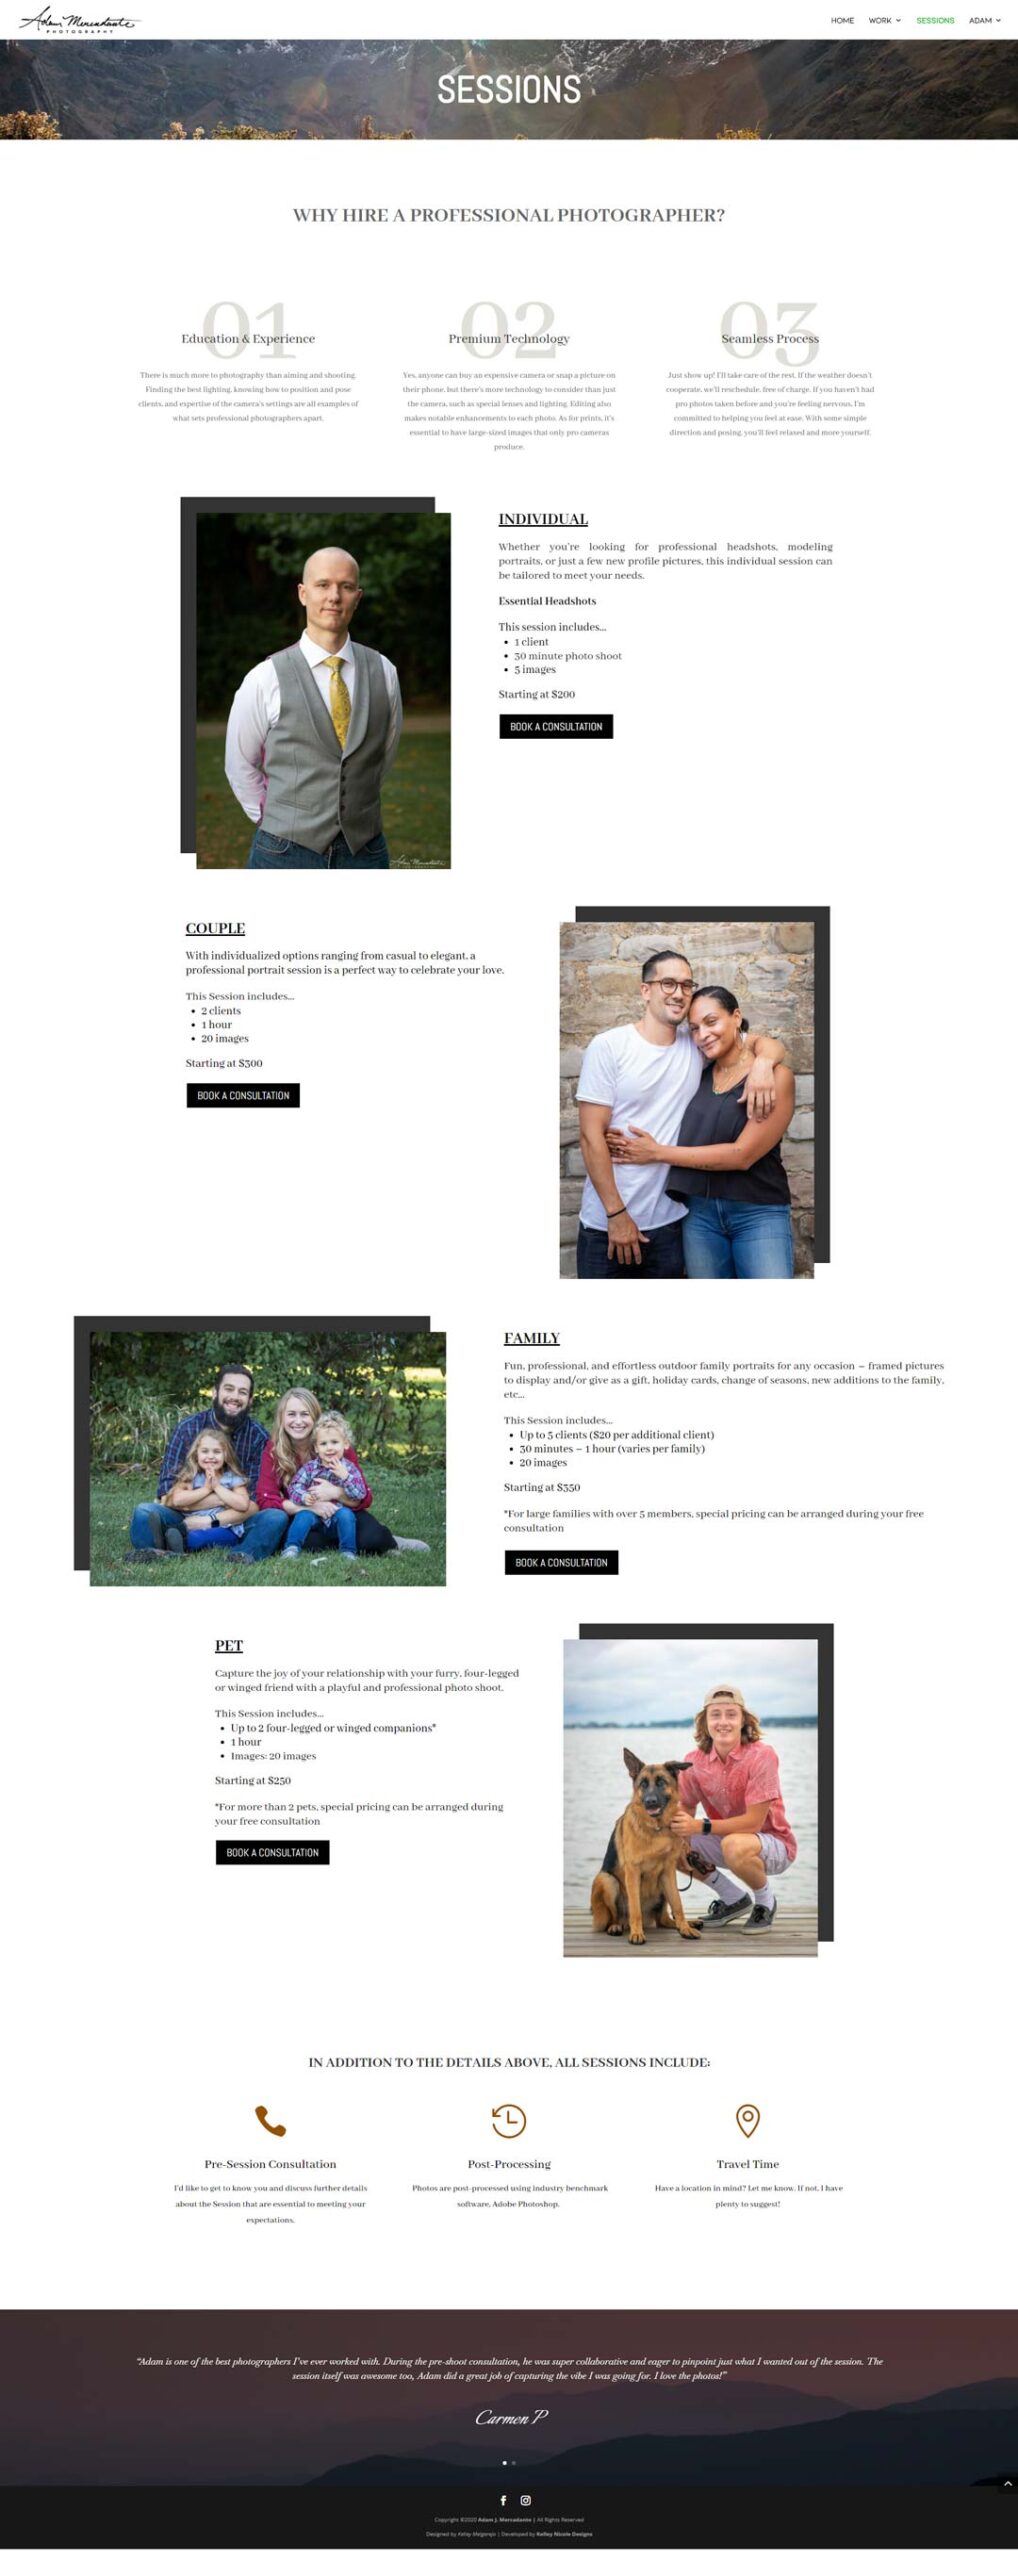 Adam Mercadante
PHOTOGRAPHY
HOME
WORK
SESSIONS
ADAM
SESSIONS
WHY HIRE A PROFESSIONAL PHOTOGRAPHER?
01
Education & Experience
There is much more to photography than aiming and shooting.
Finding the best lighting, knowing how to position and pose
clients, and expertise of the camera's settings are all examples of
what sets professional photographers apart.
02
Premium Technology
Yes, anyone can buy an expensive camera or snap a picture on
their phone, but there's more technology to consider than just
the camera, such as special lenses and lighting. Editing also
makes notable enhancements to each photo. As for prints, it's
essential to have large-sized images that only pro cameras
produce.
03
Seamless Process
Just show up! I'll take care of the rest. If the weather doesn't
cooperate, we'll reschedule, free of charge. If you haven't had
pro photos taken before and you're feeling nervous, I'm
committed to helping you feel at ease. With some simple
direction and posing, you'll feel relaxed and more yourself.
Adam Mercadante
INDIVIDUAL
Whether you're looking for professional headshots, modeling
portraits, or just a few new profile pictures, this individual session can
be tailored to meet your needs.
Essential Headshots
This session includes...
• 1 client
• 30 minute photo shoot
• 5 images
Starting at $200
BOOK A CONSULTATION
COUPLE
With individualized options ranging from casual to elegant, a
professional portrait session is a perfect way to celebrate your love.
This Session includes...
• 2 clients
• 1 hour
• 20 images
Starting at $300
BOOK A CONSULTATION
FAMILY
Fun, professional, and effortless outdoor family portraits for any occasion – framed pictures
to display and/or give as a gift, holiday cards, change of seasons, new additions to the family,
etc...
This Session includes...
• Up to 5 clients ($20 per additional client)
• 30 minutes – 1 hour (varies per family)
• 20 images
Starting at $350
*For large families with over 5 members, special pricing can be arranged during your free
consultation
BOOK A CONSULTATION
PET
Capture the joy of your relationship with your furry, four-legged
or winged friend with a playful and professional photo shoot.
This Session includes...
• Up to 2 four-legged or winged companions*
• 1 hour
• Images: 20 images
Starting at $250
*For more than 2 pets, special pricing can be arranged during
your free consultation
BOOK A CONSULTATION
IN ADDITION TO THE DETAILS ABOVE, ALL SESSIONS INCLUDE:
Pre-Session Consultation
I'd like to get to know you and discuss further details
about the Session that are essential to meeting your
expectations.
Post-Processing
Photos are post-processed using industry benchmark
software, Adobe Photoshop.
Travel Time
Have a location in mind? Let me know. If not, I have
plenty to suggest!
"Adam is one of the best photographers I've ever worked with. During the pre-shoot consultation, he was super collaborative and eager to pinpoint just what I wanted out of the session. The
session itself was awesome too, Adam did a great job of capturing the vibe I was going for. I love the photos!"
Carmen P
Copyright ©2020 Adam J. Mercadante | All Rights Reserved
Designed by Kelley Melgarejo | Developed by Kelley Nicole Designs